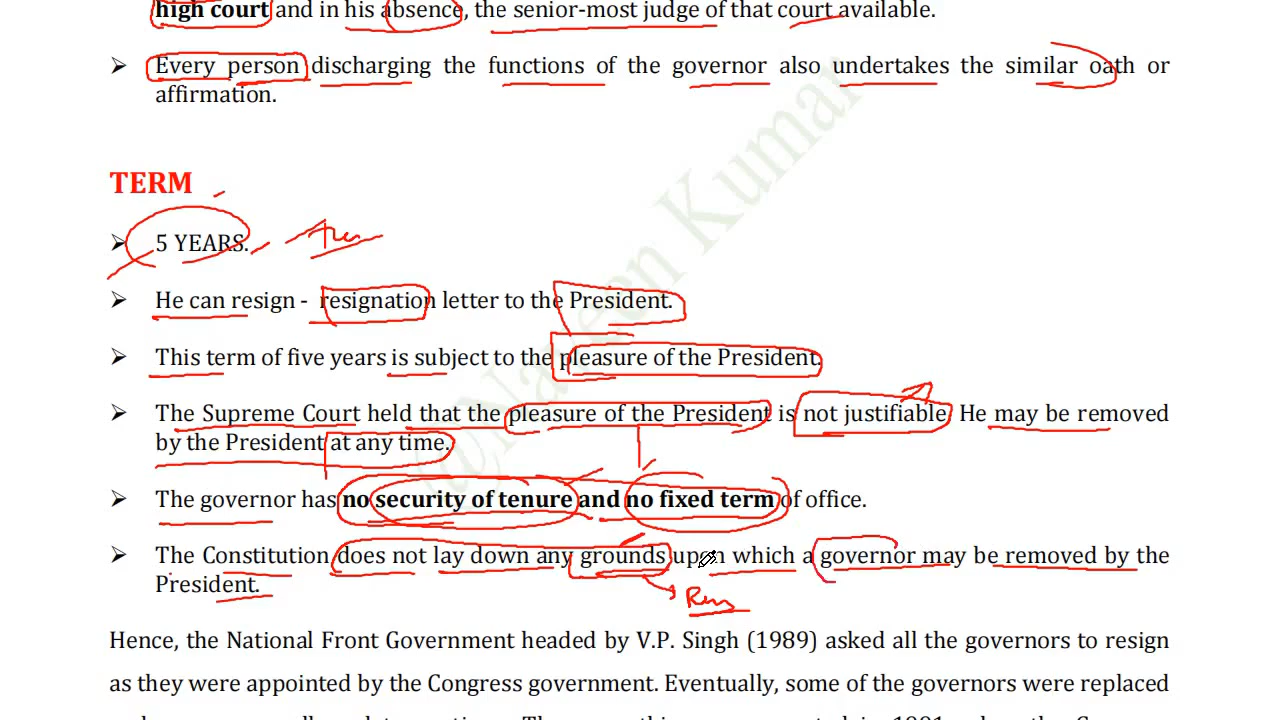 high court and in his absence, the senior-most judge of that court available.
➤ Every person discharging the functions of the governor also undertakes the similar oath or
affirmation.
TERM
➤ 5 YEARS.
➤ He can resign - resignation letter to the President.
➤ This term of five years is subject to the pleasure of the President.
➤ The Supreme Court held that the pleasure of the President is not justifiable. He may be removed
by the President at any time.
➤ The governor has no security of tenure and no fixed term of office.
➤ The Constitution does not lay down any grounds upon which a governor may be removed by the
President.
Hence, the National Front Government headed by V.P. Singh (1989) asked all the governors to resign
as they were appointed by the Congress government. Eventually, some of the governors were replaced
@Naveen Kumar